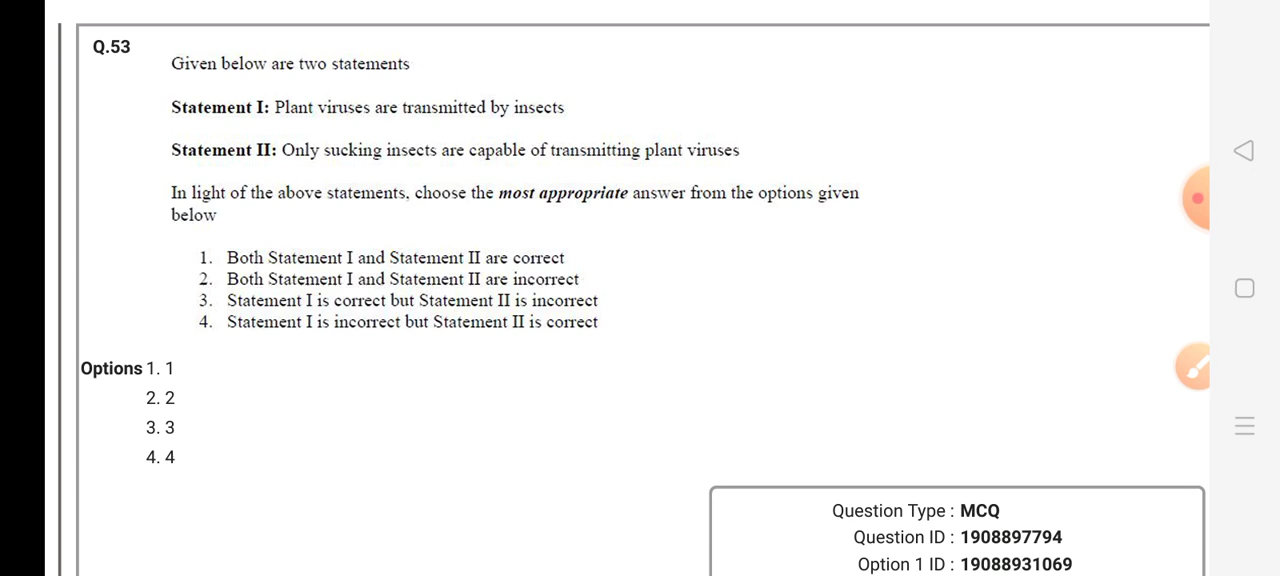 Q.53
Given below are two statements
Statement I: Plant viruses are transmitted by insects
Statement II: Only sucking insects are capable of transmitting plant viruses
In light of the above statements, choose the most appropriate answer from the options given
below
1. Both Statement I and Statement II are correct
2. Both Statement I and Statement II are incorrect
3. Statement I is correct but Statement II is incorrect
4. Statement I is incorrect but Statement II is correct
Options 1. 1
2. 2
3. 3
4. 4
Question Type : MCQ
Question ID : 1908897794
Option 1 ID : 19088931069